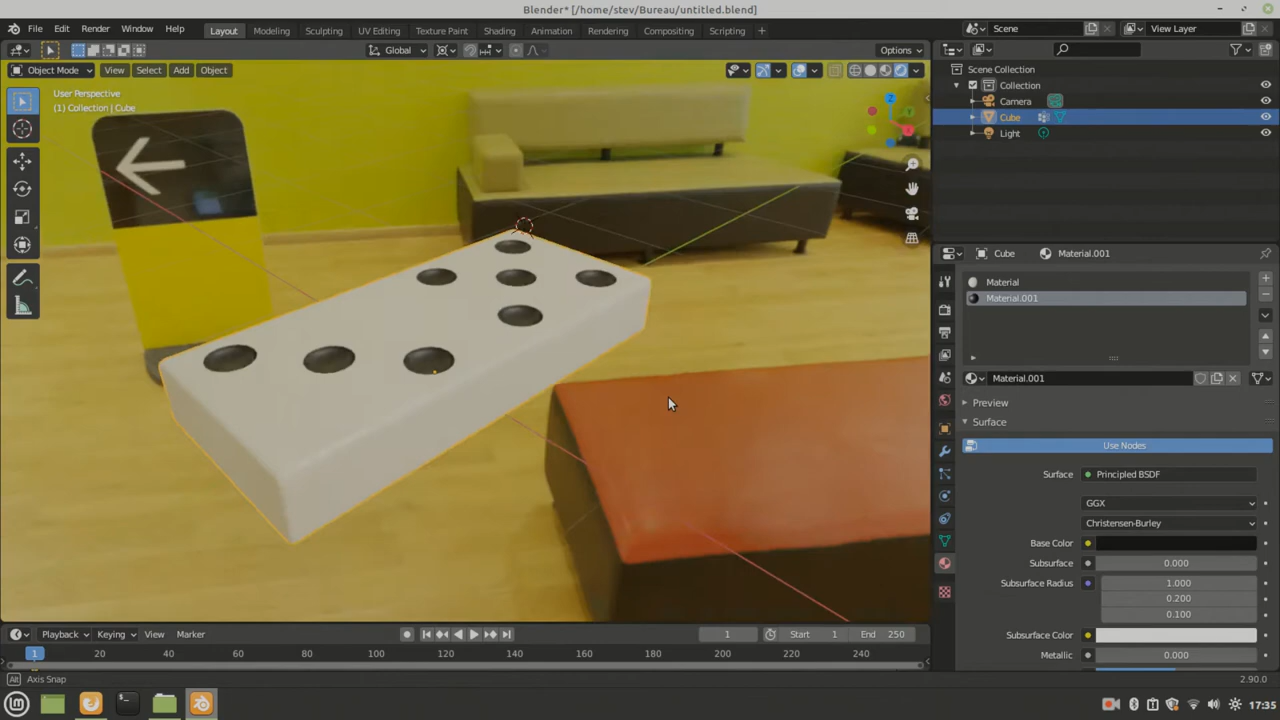 Blender* [/home/stev/Bureau/untitled.blend]
File Edit Render Window Help Layout Modeling Sculpting UV Editing Texture Paint Shading Animation Rendering Compositing Scripting Scene View Layer
Global Options
Object Mode View Select Add Object
User Perspective
(1) Collection | Cube
Z
Scene Collection
Collection
Camera
Cube
Light
Cube Material.001
Material
Material.001
Material.001
Preview
Surface
Use Nodes
Surface Principled BSDF
GGX
Christensen-Burley
Base Color
Subsurface 0.000
Subsurface Radius 1.000
0.200
0.100
Subsurface Color
Metallic 0.000
Playback Keying View Marker 1 Start 1 End 250
1 20 40 60 80 100 120 140 160 180 200 220 240
Alt Axis Snap 2.90.0
17:35